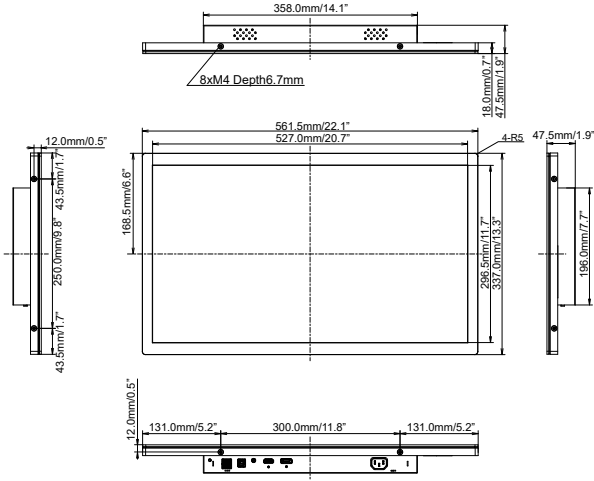 358.0mm/14.1”
8xM4 Depth6.7mm
18.0mm/0.7”
47.5mm/1.9”
561.5mm/22.1”
527.0mm/20.7”
4-R5
12.0mm/0.5”
47.5mm/1.9”
43.5mm/1.7”
250.0mm/9.8”
43.5mm/1.7”
168.5mm/6.6”
296.5mm/11.7”
337.0mm/13.3”
196.0mm/7.7”
12.0mm/0.5”
131.0mm/5.2”
300.0mm/11.8”
131.0mm/5.2”